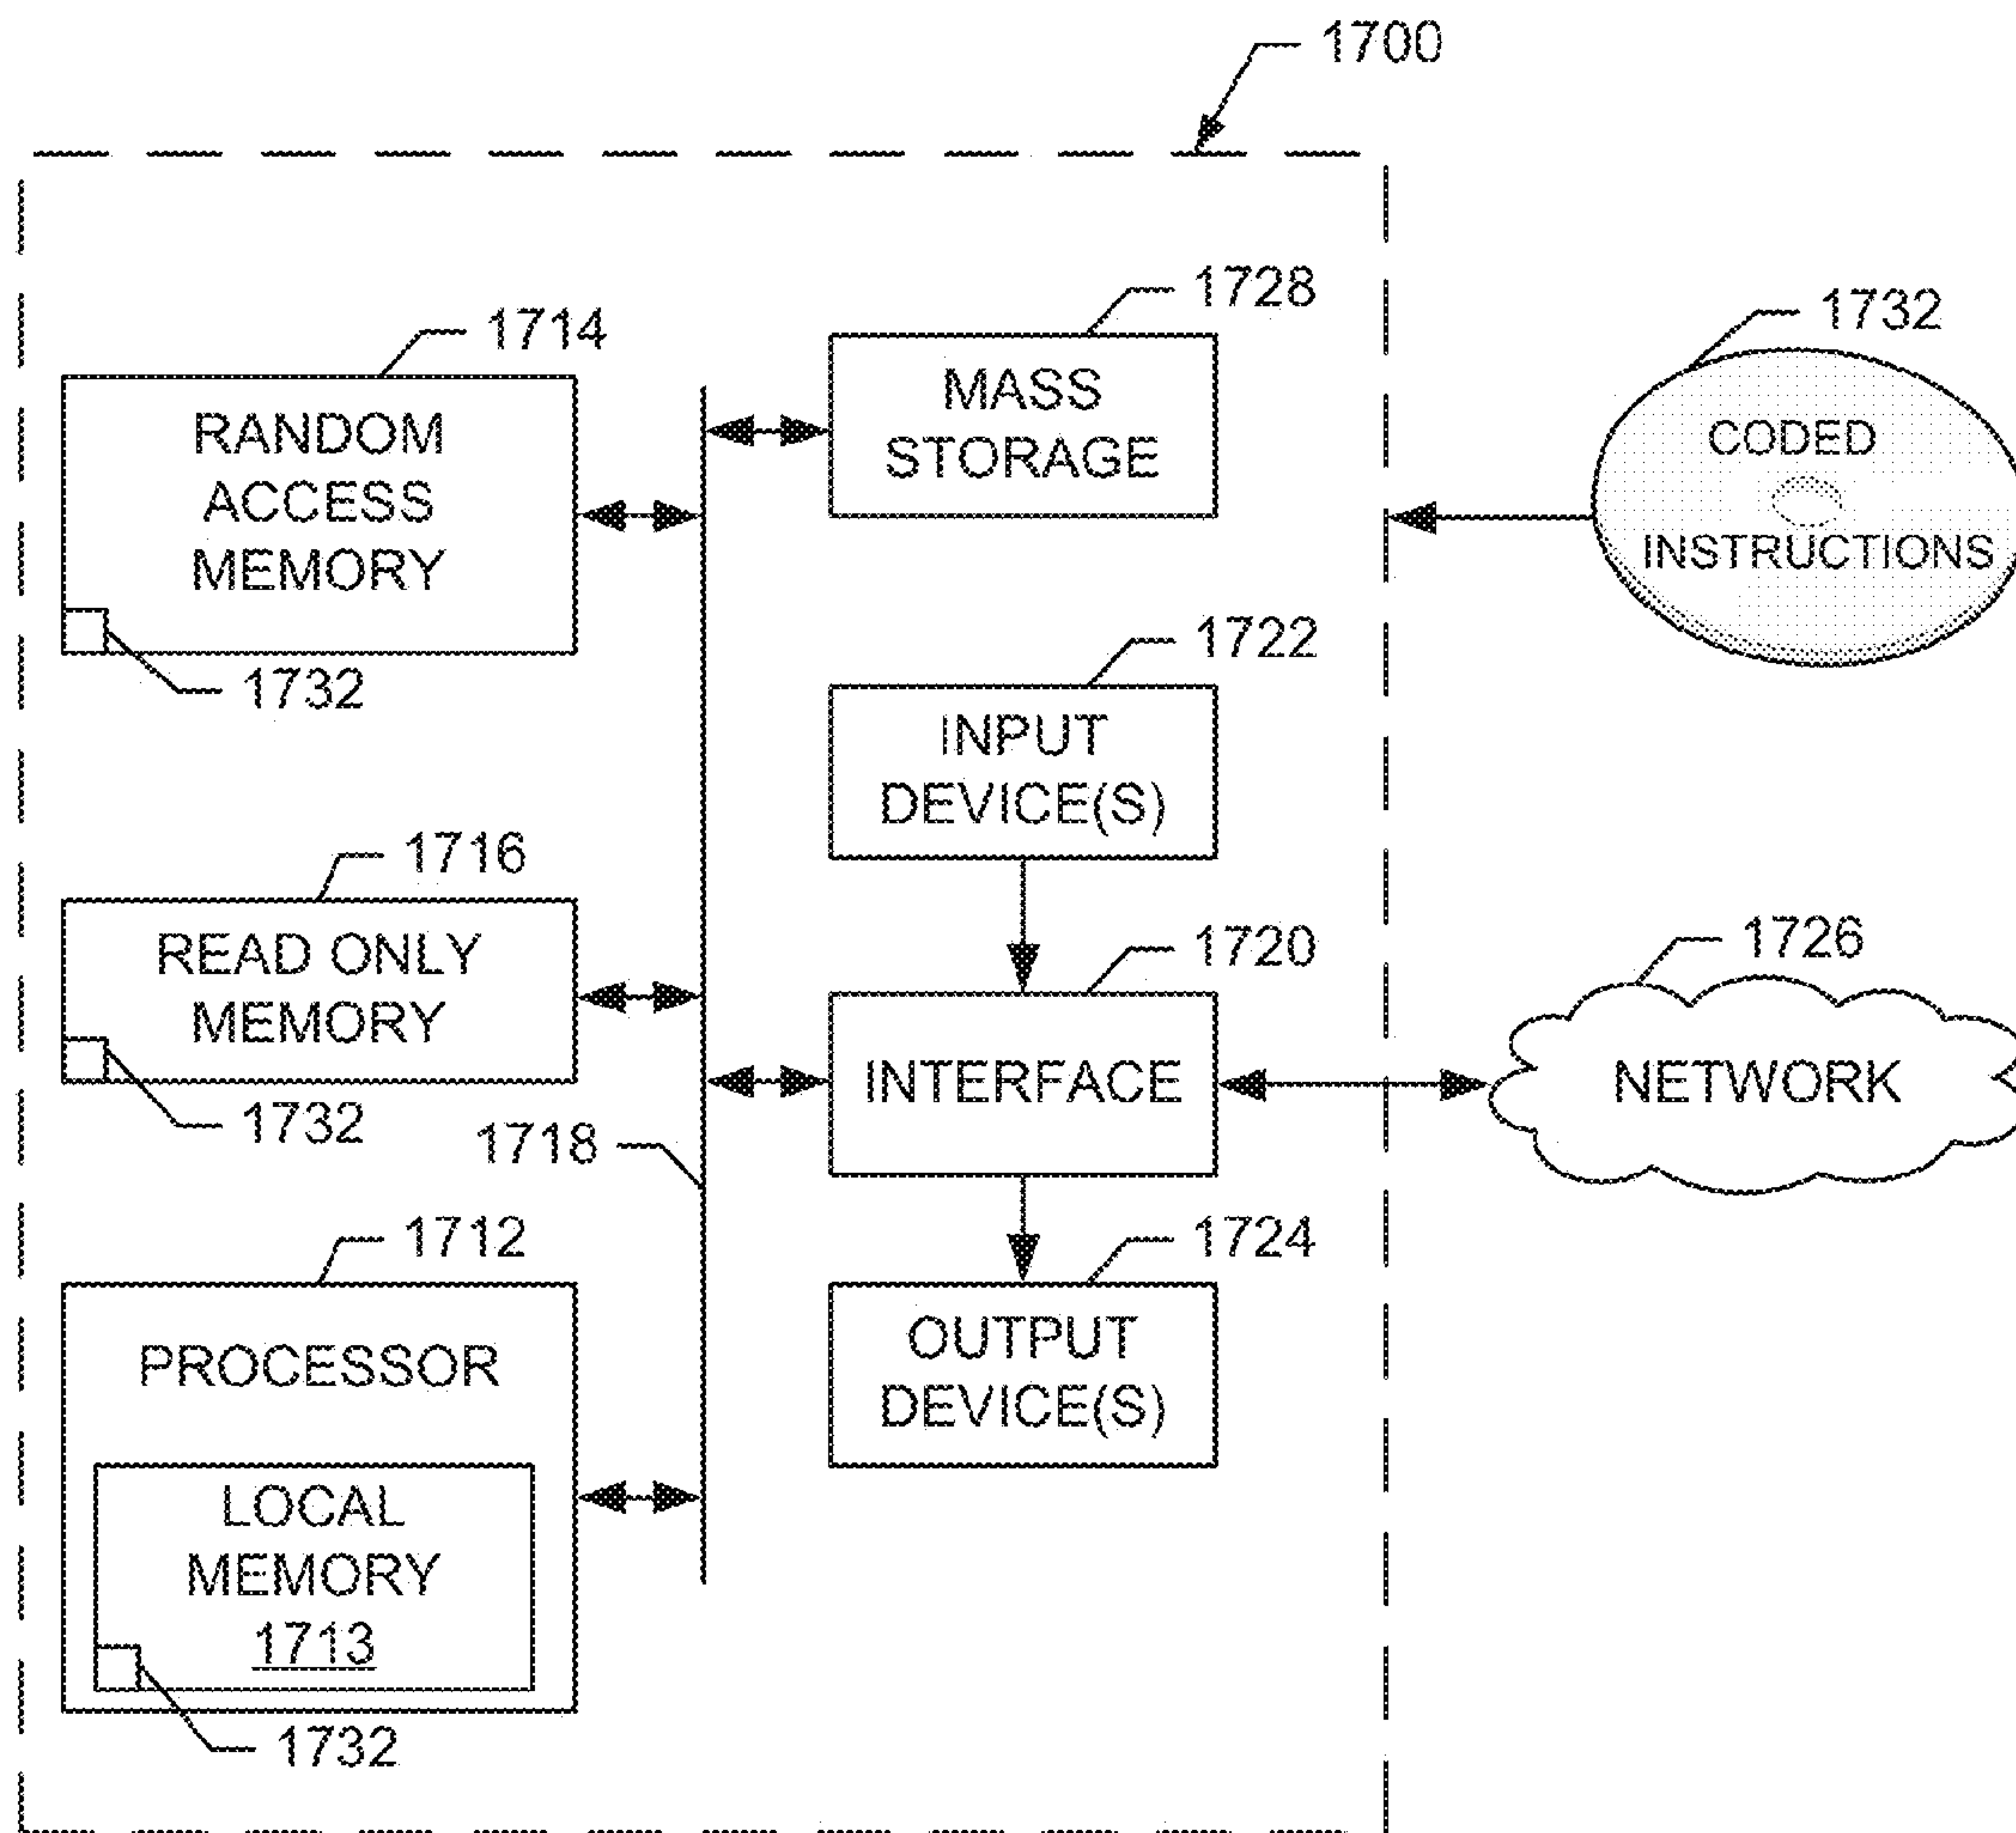 1700
1728
MASS
STORAGE
1714
RANDOM
ACCESS
MEMORY
1732
1732
CODED
INSTRUCTIONS
1722
INPUT
DEVICE(S)
1716
READ ONLY
MEMORY
1732
1720
INTERFACE
1726
NETWORK
1718
1712
PROCESSOR
LOCAL
MEMORY
1713
1732
1724
OUTPUT
DEVICE(S)